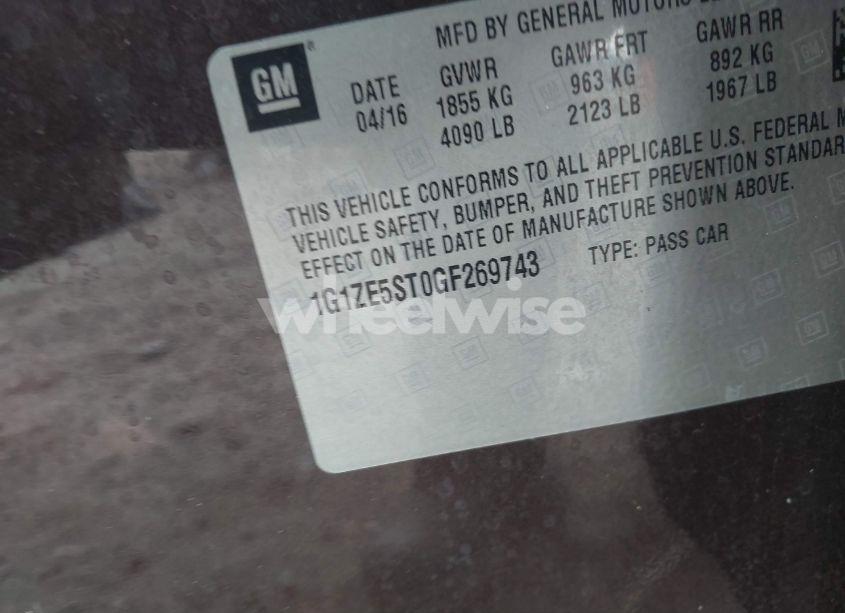 GM
MFD BY GENERAL MOTORS
DATE GVWR GAWR FRT GAWR RR
04/16 1855 KG 963 KG 892 KG
4090 LB 2123 LB 1967 LB
THIS VEHICLE CONFORMS TO ALL APPLICABLE U.S. FEDERAL M
VEHICLE SAFETY, BUMPER, AND THEFT PREVENTION STANDAR
EFFECT ON THE DATE OF MANUFACTURE SHOWN ABOVE.
1G1ZE5ST0GF269743 TYPE: PASS CAR
wheelwise